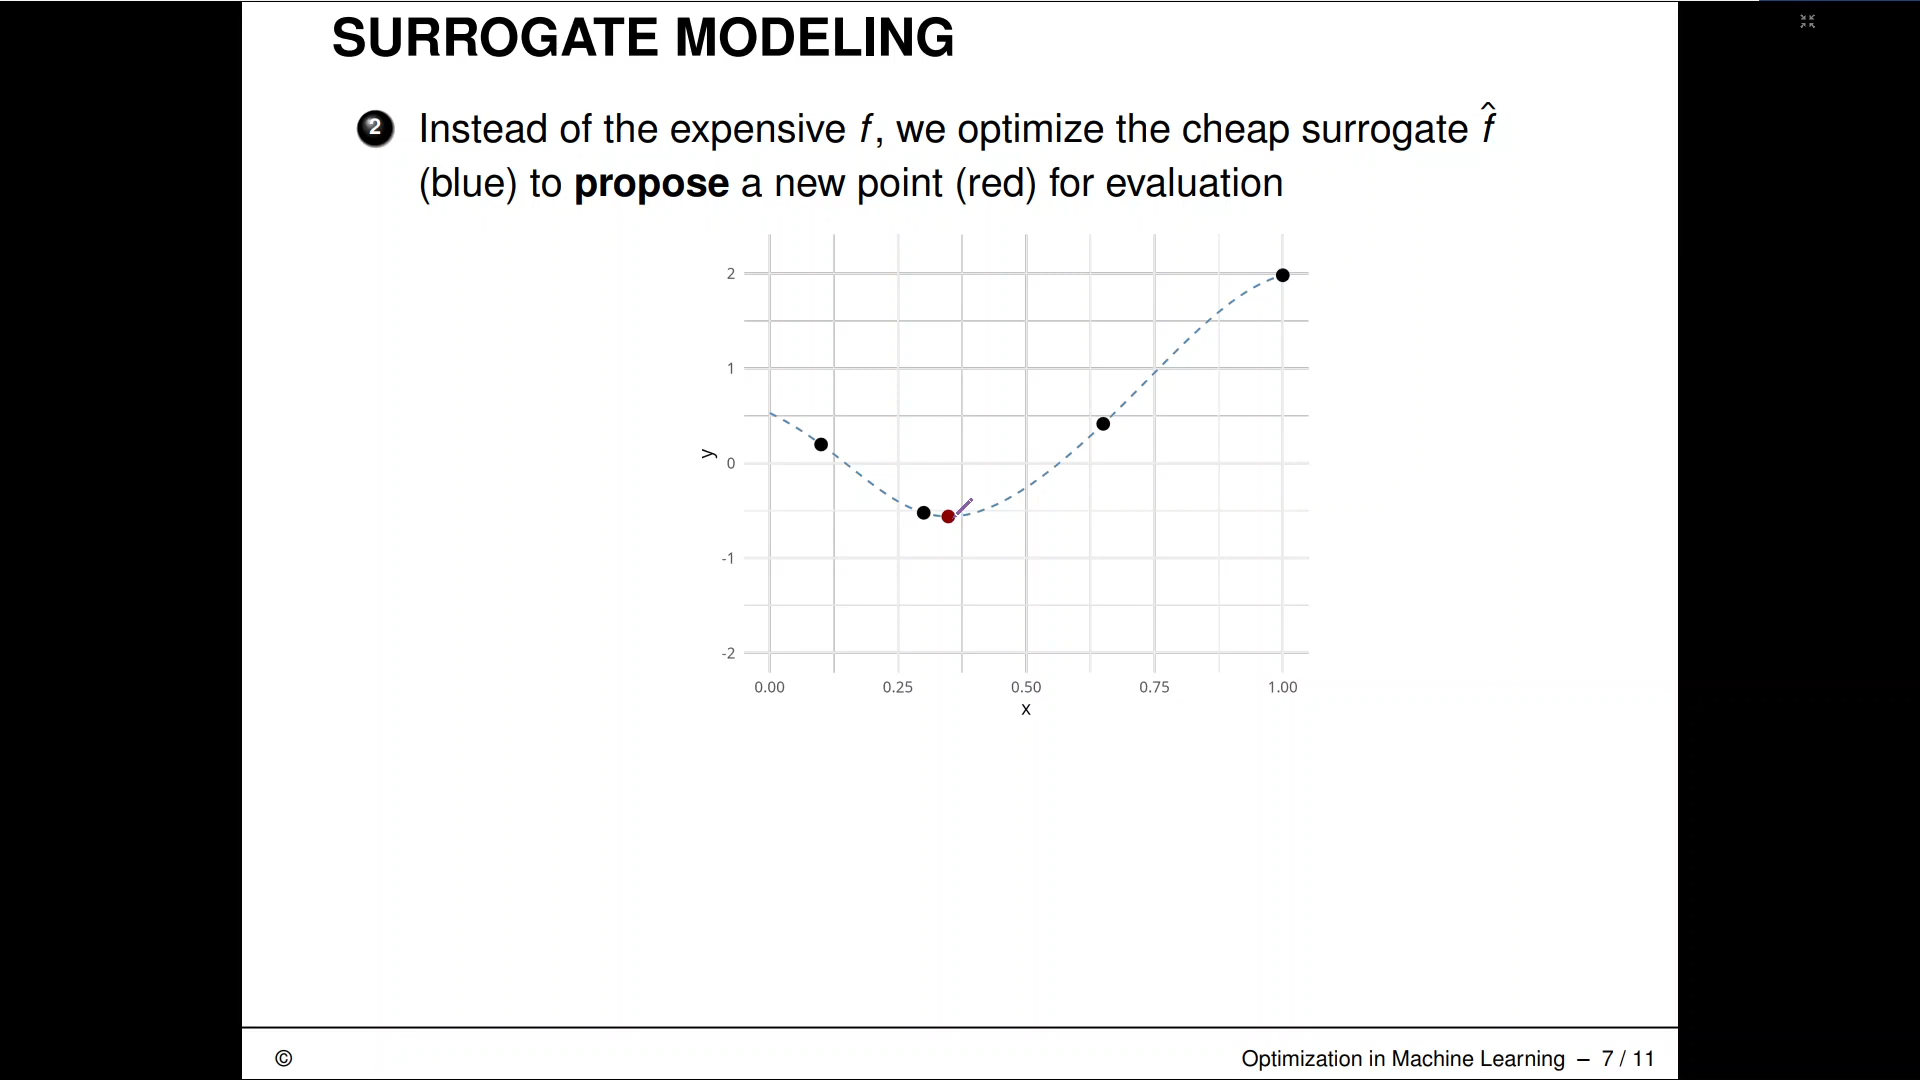 SURROGATE MODELING
2 Instead of the expensive f, we optimize the cheap surrogate f̂
(blue) to propose a new point (red) for evaluation
2
1
y
0
-1
-2
0.00 0.25 0.50 0.75 1.00
x
© Optimization in Machine Learning – 7 / 11